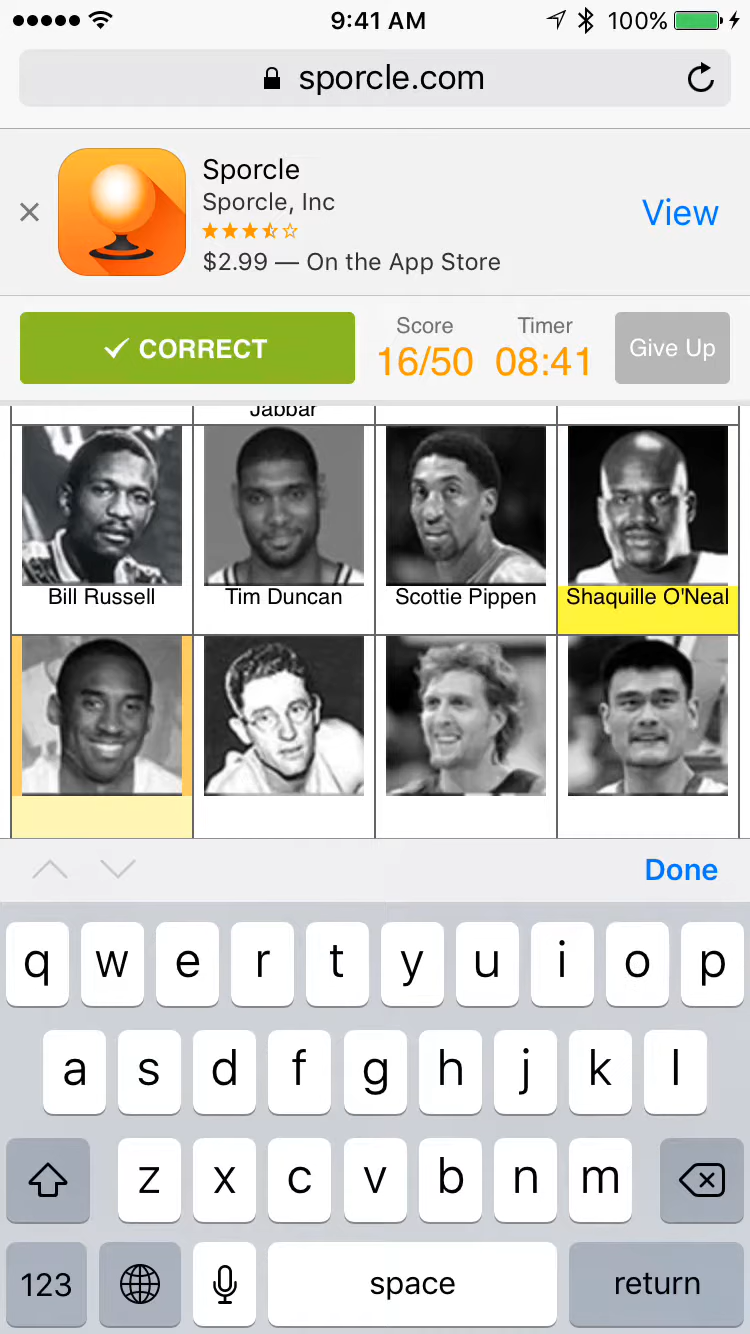 9:41 AM
100%
sporcle.com
Sporcle
Sporcle, Inc
$2.99 — On the App Store
View
CORRECT
Score
16/50
Timer
08:41
Give Up
Jabbar
Bill Russell
Tim Duncan
Scottie Pippen
Shaquille O'Neal
Done
q w e r t y u i o p
a s d f g h j k l
z x c v b n m
123
space
return